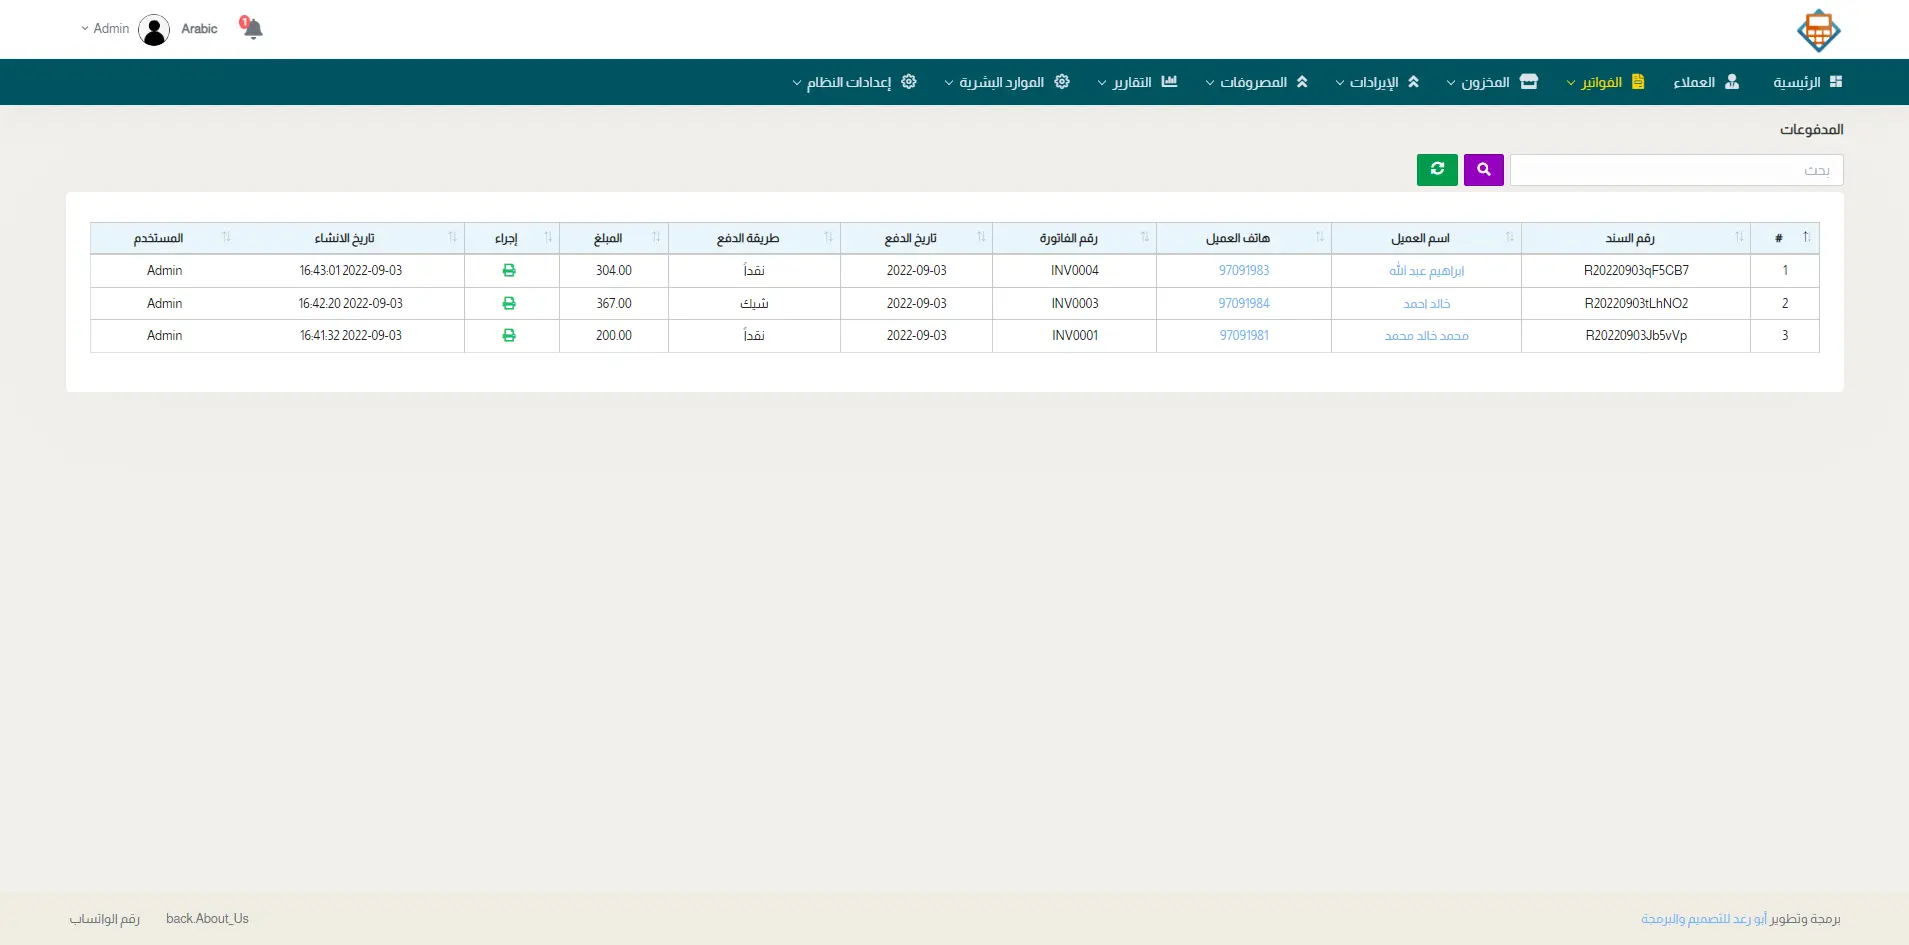 Arabic Admin
1
الرئيسية العملاء الفواتير المخزون الإيرادات المصروفات التقارير الموارد البشرية إعدادات النظام
المدفوعات
بحث
# رقم السند اسم العميل هاتف العميل رقم الفاتورة تاريخ الدفع طريقة الدفع المبلغ إجراء تاريخ الانشاء المستخدم
1 R20220903qF5CB7 ابراهيم عبد الله 97091983 INV0004 2022-09-03 نقداً 304.00 2022-09-03 16:43:01 Admin
2 R20220903tLhNO2 خالد احمد 97091984 INV0003 2022-09-03 شيك 367.00 2022-09-03 16:42:20 Admin
3 R20220903Jb5vVp محمد خالد محمد 97091981 INV0001 2022-09-03 نقداً 200.00 2022-09-03 16:41:32 Admin
برمجة وتطوير أبو رعد للتصميم والبرمجة back.About_Us رقم الواتساب